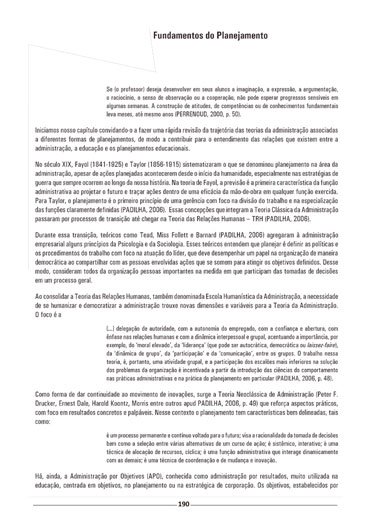 Fundamentos do Planejamento
Se (o professor) deseja desenvolver em seus alunos a imaginação, a expressão, a argumentação,
o raciocínio, o senso de observação ou a cooperação, não pode esperar progressos sensíveis em
algumas semanas. A construção de atitudes, de competências ou de conhecimentos fundamentais
leva meses, até mesmo anos (PERRENOUD, 2000, p. 50).
Iniciamos nosso capítulo convidando-o a fazer uma rápida revisão da trajetória das teorias da administração associadas
a diferentes formas de planejamentos, de modo a contribuir para o entendimento das relações que existem entre a
administração, a educação e os planejamentos educacionais.
No século XIX, Fayol (1841-1925) e Taylor (1856-1915) sistematizaram o que se denominou planejamento na área da
administração, apesar de ações planejadas acontecerem desde o início da humanidade, especialmente nas estratégias de
guerra que sempre ocorrem ao longo da nossa história. Na teoria de Fayol, a previsão é a primeira característica da função
administrativa ao projetar o futuro e traçar ações dentro de uma eficácia da mão-de-obra em qualquer função exercida.
Para Taylor, o planejamento é o primeiro princípio de uma gerência com foco na divisão do trabalho e na especialização
das funções claramente definidas (PADILHA, 2006). Essas concepções que integram a Teoria Clássica da Administração
passaram por processos de transição até chegar na Teoria das Relações Humanas – TRH (PADILHA, 2006).
Durante essa transição, teóricos como Tead, Miss Follett e Barnard (PADILHA, 2006) agregaram à administração
empresarial alguns princípios da Psicologia e da Sociologia. Esses teóricos entendem que planejar é definir as políticas e
os procedimentos do trabalho com foco na atuação do líder, que deve desempenhar um papel na organização de maneira
democrática ao compartilhar com as pessoas envolvidas ações que se somem para atingir os objetivos definidos. Desse
modo, consideram todos da organização pessoas importantes na medida em que participam das tomadas de decisões
em um processo geral.
Ao consolidar a Teoria das Relações Humanas, também denominada Escola Humanística da Administração, a necessidade
de se humanizar e democratizar a administração trouxe novas dimensões e variáveis para a Teoria da Administração.
O foco é a
(...) delegação de autoridade, com a autonomia do empregado, com a confiança e abertura, com
ênfase nas relações humanas e com a dinâmica interpessoal e grupal, acentuando a importância, por
exemplo, do 'moral elevado', da 'liderança' (que pode ser autocrática, democrática ou laissez-faire),
da 'dinâmica de grupo', da 'participação' e da 'comunicação', entre os grupos. O trabalho nessa
teoria, é, portanto, uma atividade grupal, e a participação dos escalões mais inferiores na solução
dos problemas da organização é incentivada a partir da introdução das ciências do comportamento
nas práticas administrativas e na prática do planejamento em particular (PADILHA, 2006, p. 48).
Como forma de dar continuidade ao movimento de inovações, surge a Teoria Neoclássica de Administração (Peter F.
Drucker, Ernest Dale, Harold Koontz, Morris entre outros apud PADILHA, 2006, p. 49) que reforça aspectos práticos,
com foco em resultados concretos e palpáveis. Nesse contexto o planejamento tem características bem delineadas, tais
como:
é um processo permanente e contínuo voltado para o futuro; visa a racionalidade da tomada de decisões
bem como a seleção entre várias alternativas de um curso de ação; é sistêmico, interativo; é uma
técnica de alocação de recursos, cíclica; é uma função administrativa que interage dinamicamente
com as demais; é uma técnica de coordenação e de mudança e inovação.
Há, ainda, a Administração por Objetivos (APO), conhecida como administração por resultados, muito utilizada na
educação, centrada em objetivos, no planejamento ou na estratégica de corporação. Os objetivos, estabelecidos por
190